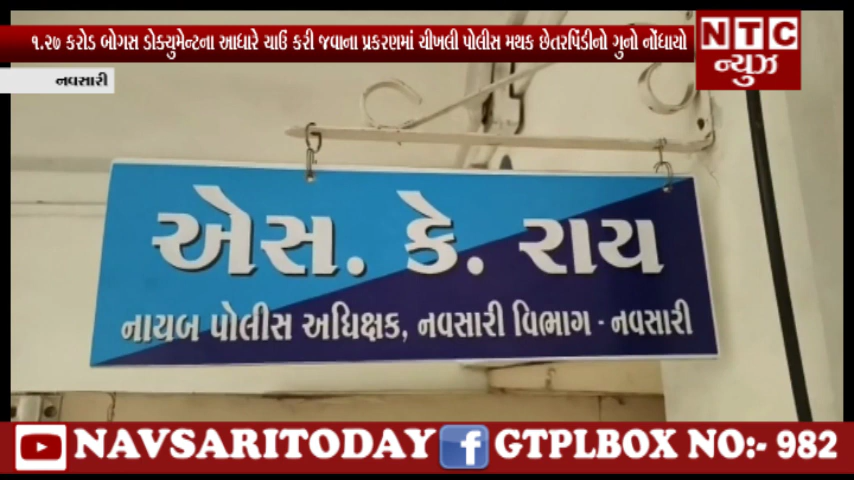 ૧.૨૭ કરોડ બોગસ ડોક્યુમેન્ટના આધારે ચાઉં કરી જવાના પ્રકરણમાં ચીખલી પોલીસ મથક છેતરપિંડીનો ગુનો નોંધાયો
NTC
ન્યુઝ
નવસારી
એસ. કે. રાય
નાયબ પોલીસ અધિક્ષક, નવસારી વિભાગ - નવસારી
NAVSARITODAY f GTPLBOX NO:- 982